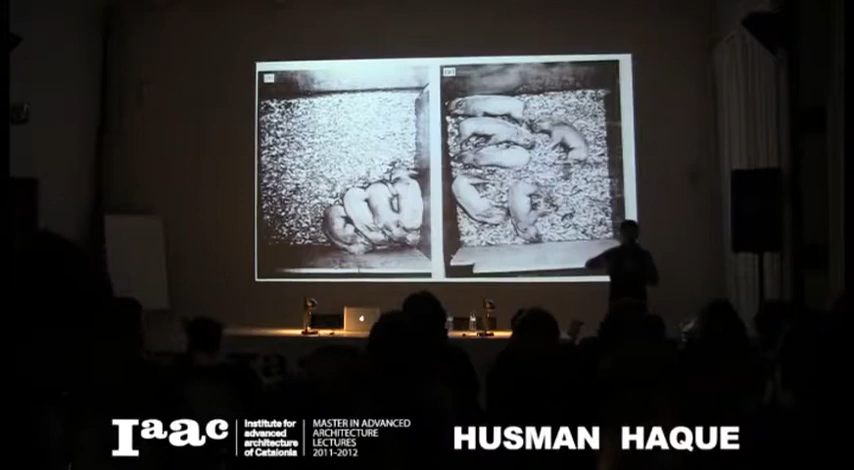 Iaac
Institute for
advanced
architecture
of Catalonia
MASTER IN ADVANCED
ARCHITECTURE
LECTURES
2011-2012
HUSMAN HAQUE